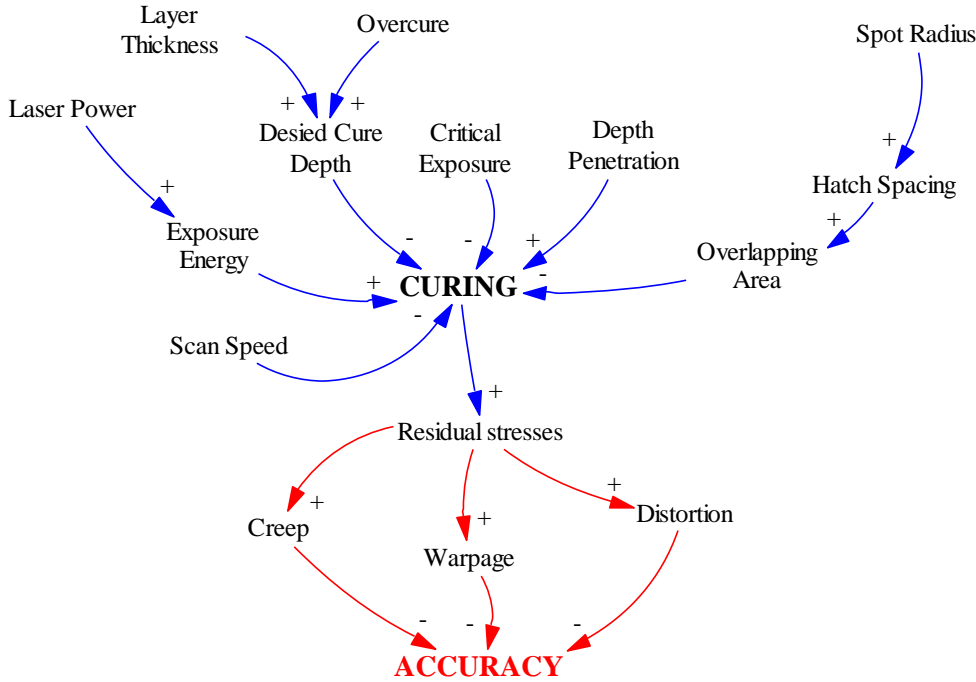 Layer
Thickness
Overcure
Spot Radius
Laser Power
+
+
Desied Cure
Depth
Critical
Exposure
Depth
Penetration
+
Hatch Spacing
+
Exposure
Energy
-
-
+
+
Overlapping
Area
-
+
CURING
-
Scan Speed
+
Residual stresses
+
+
+
Creep
Warpage
Distortion
-
-
-
ACCURACY